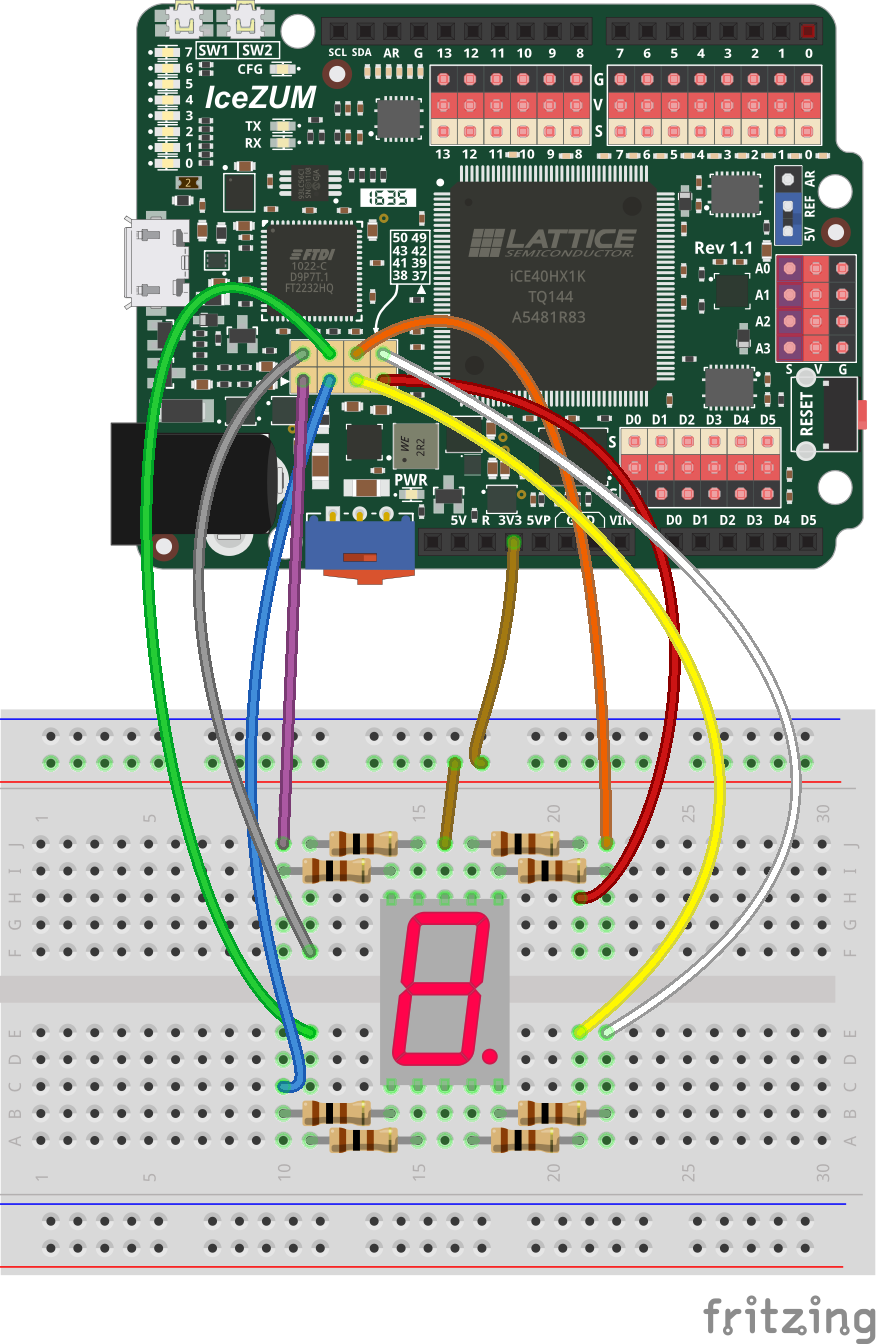 SW1 SW2
SCL SDA AR G 13 12 11 10 9 8 7 6 5 4 3 2 1 0
7
6
5
4
3
2
1
0
CFG
IceZUM
TX
RX
G
V
S
13 12 11 10 9 8 7 6 5 4 3 2 1 0
2
1635
AR
REF
5V
50 49
43 42
41 39
38 37
FTDI
1022-C
D9P7T.1
FT2232HQ
LATTICE
SEMICONDUCTOR.
iCE40HX1K
TQ144
A5481R83
Rev 1.1
A0
A1
A2
A3
S V G
RESET
D0 D1 D2 D3 D4 D5
S
WE
2R2
PWR
5V R 3V3 5VP GND VIN D0 D1 D2 D3 D4 D5
1 5 15 20 25 30
J J
I I
H H
G G
F F
E E
D D
C C
B B
A A
1 5 10 15 20 25 30
fritzing